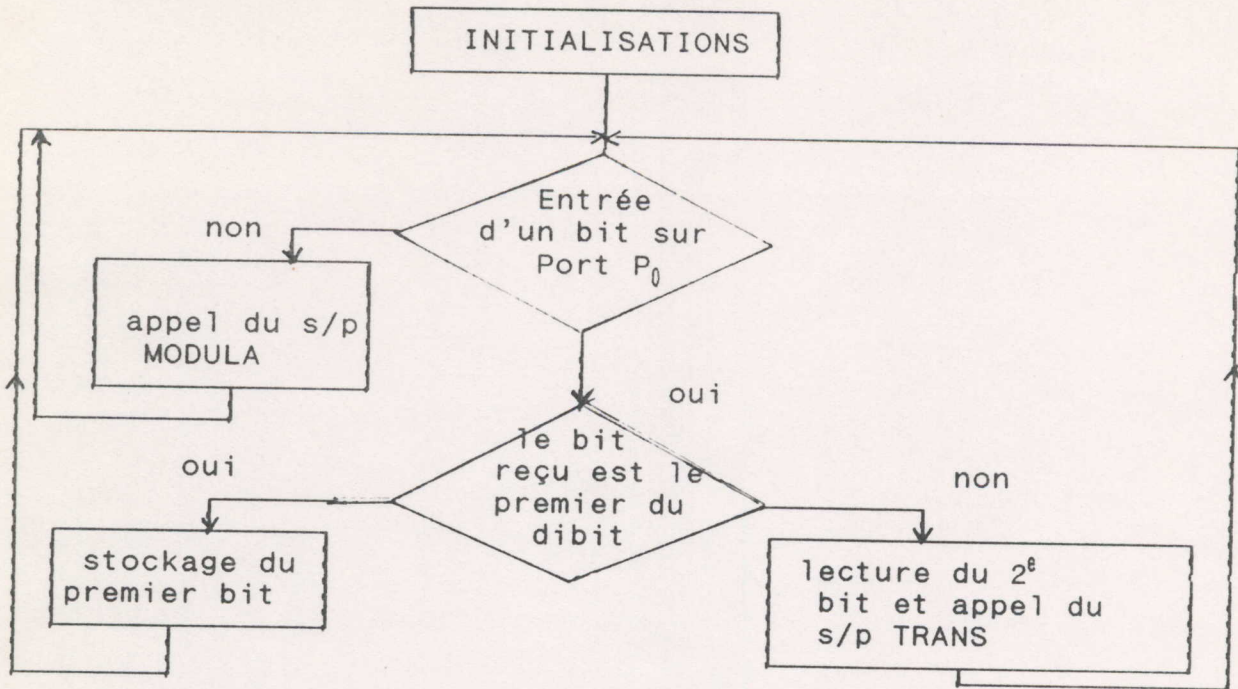 INITIALISATIONS
Entrée
d'un bit sur
Port P₀
non
appel du s/p
MODULA
oui
le bit
reçu est le
premier du
dibit
oui
non
stockage du
premier bit
lecture du 2ᵉ
bit et appel du
s/p TRANS